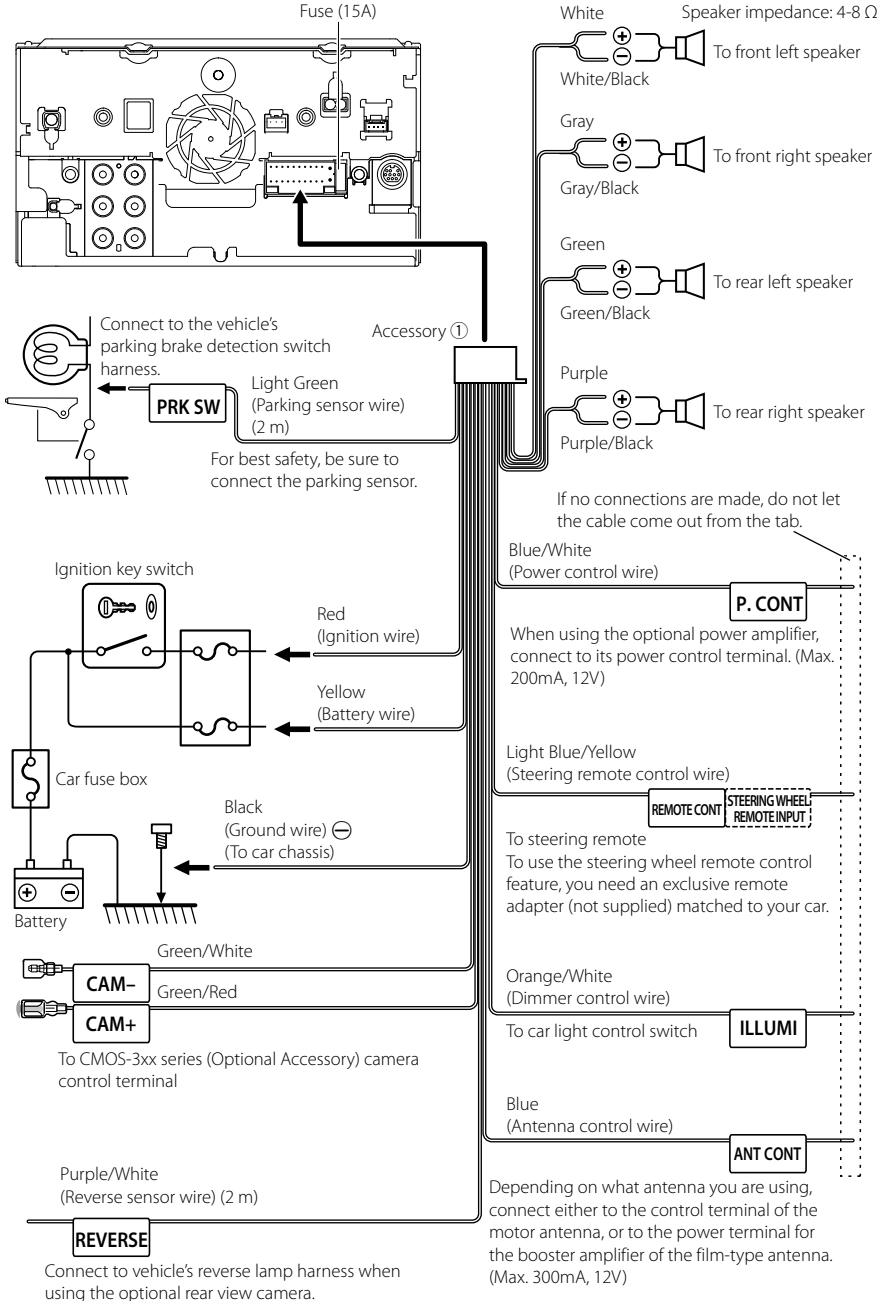 Fuse (15A)
White
Speaker impedance: 4-8 Ω
⊕
⊖
To front left speaker
White/Black
Gray
⊕
⊖
To front right speaker
Gray/Black
Green
⊕
⊖
To rear left speaker
Green/Black
Purple
⊕
⊖
To rear right speaker
Purple/Black
Accessory ①
Connect to the vehicle's
parking brake detection switch
harness.
PRK SW
Light Green
(Parking sensor wire)
(2 m)
For best safety, be sure to
connect the parking sensor.
If no connections are made, do not let
the cable come out from the tab.
Blue/White
(Power control wire)
P. CONT
When using the optional power amplifier,
connect to its power control terminal. (Max.
200mA, 12V)
Ignition key switch
Red
(Ignition wire)
Yellow
(Battery wire)
Car fuse box
Black
(Ground wire) ⊖
(To car chassis)
⊕ ⊖
Battery
Light Blue/Yellow
(Steering remote control wire)
REMOTE CONT
STEERING WHEEL
REMOTE INPUT
To steering remote
To use the steering wheel remote control
feature, you need an exclusive remote
adapter (not supplied) matched to your car.
Green/White
CAM–
Green/Red
CAM+
To CMOS-3xx series (Optional Accessory) camera
control terminal
Orange/White
(Dimmer control wire)
To car light control switch
ILLUMI
Blue
(Antenna control wire)
ANT CONT
Depending on what antenna you are using,
connect either to the control terminal of the
motor antenna, or to the power terminal for
the booster amplifier of the film-type antenna.
(Max. 300mA, 12V)
Purple/White
(Reverse sensor wire) (2 m)
REVERSE
Connect to vehicle's reverse lamp harness when
using the optional rear view camera.